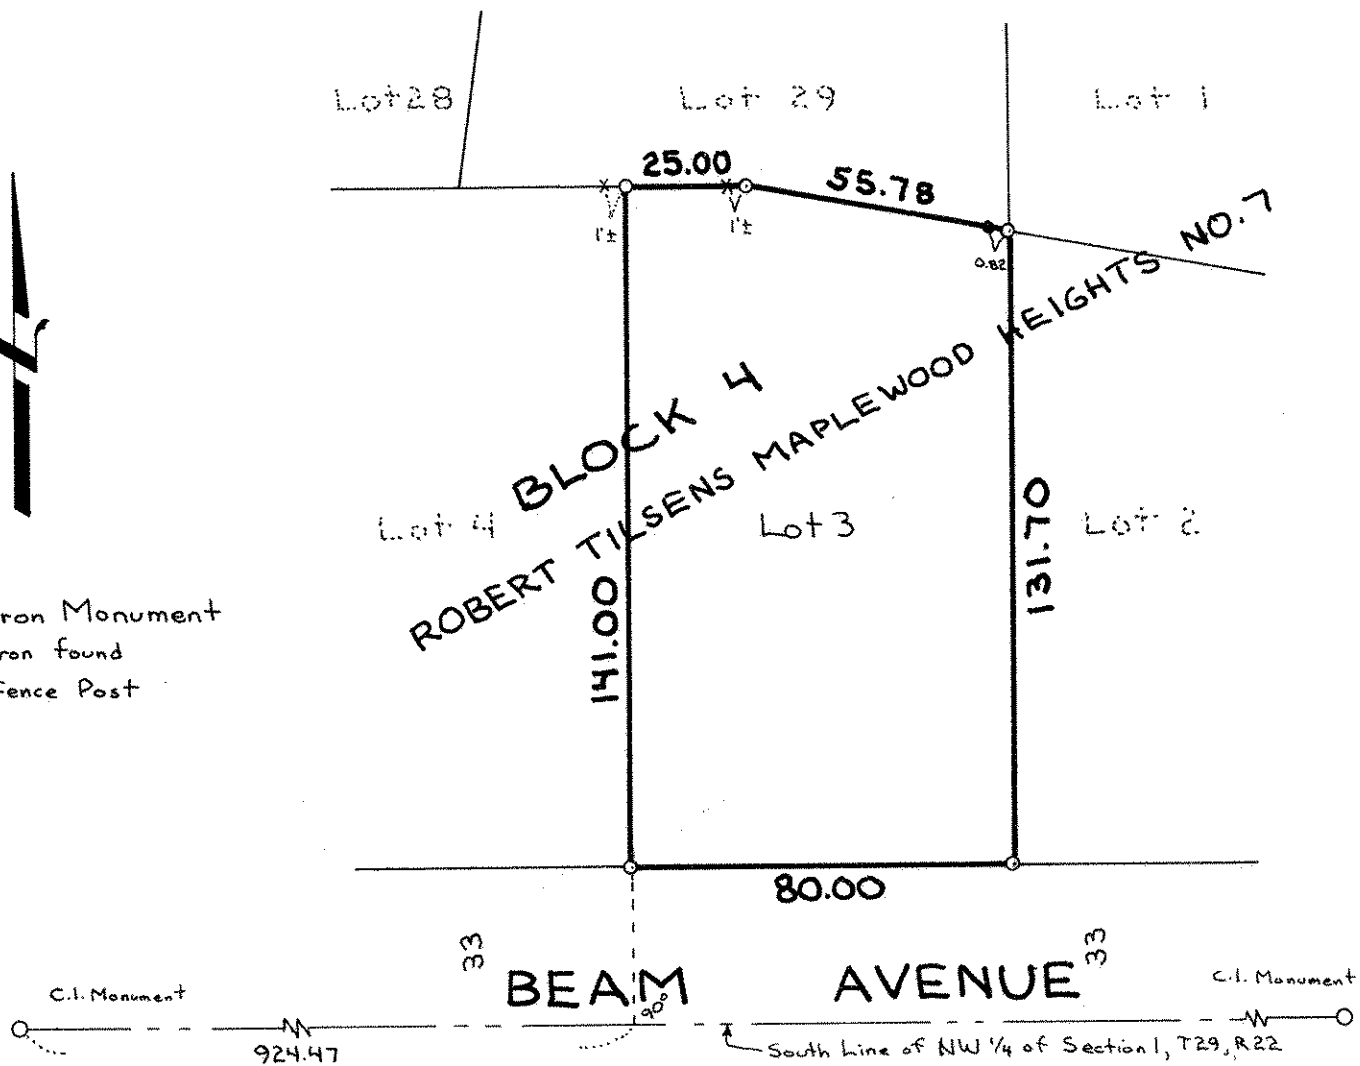 Lot 28
Lot 29
Lot 1
25.00
55.78
1'±
1'±
0.82
ROBERT TILSENS MAPLEWOOD HEIGHTS NO. 7
BLOCK 4
Lot 4
Lot 3
Lot 2
141.00
131.70
ron Monument
ron found
Fence Post
80.00
33
BEAM AVENUE
33
C.I. Monument
90°
C.I. Monument
924.47
South Line of NW 1/4 of Section 1, T29, R22